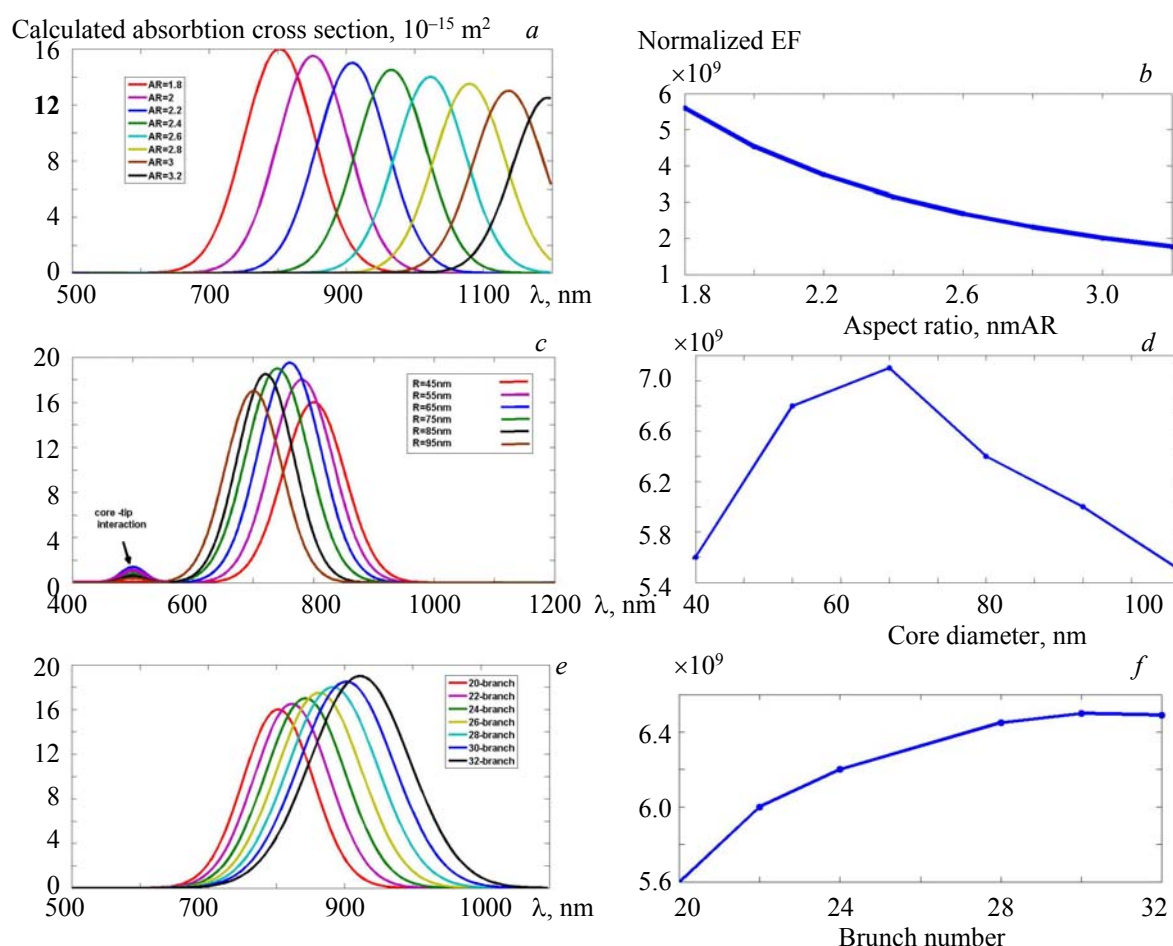 Calculated absorbtion cross section, 10⁻¹⁵ m² a
16
12
8
4
0
AR=1.8
AR=2
AR=2.2
AR=2.4
AR=2.6
AR=2.8
AR=3
AR=3.2
500 700 900 1100 λ, nm
Normalized EF
×10⁹ b
6
5
4
3
2
1
1.8 2.2 2.6 3.0
Aspect ratio, nmAR
c
20
16
12
8
4
0
R=45nm
R=55nm
R=65nm
R=75nm
R=85nm
R=95nm
core -tip
interaction
400 600 800 1000 1200 λ, nm
×10⁹ d
7.0
6.6
6.2
5.8
5.4
40 60 80 100
Core diameter, nm
e
20
16
12
8
4
0
20-branch
22-branch
24-branch
26-branch
28-branch
30-branch
32-branch
500 700 900 1000 λ, nm
×10⁹ f
6.4
6.0
5.6
20 24 28 32
Brunch number